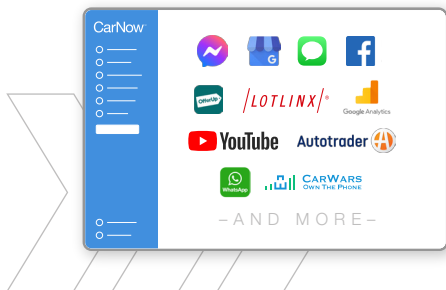 CarNow
G
f
OfferUp
/LOTLINX/®
Google Analytics
YouTube
Autotrader
WhatsApp
CARWARS
OWN THE PHONE
–AND MORE–